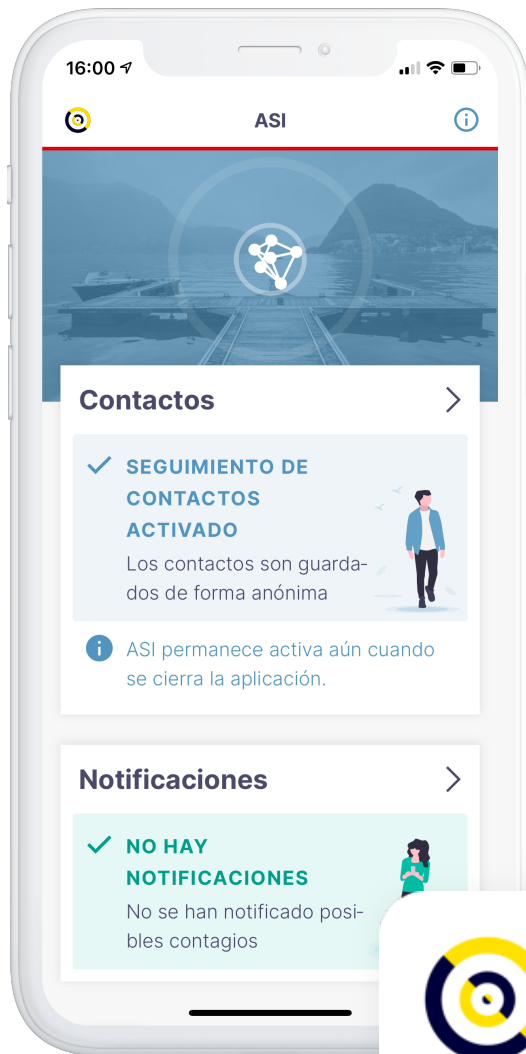 16:00
ASI
Contactos
SEGUIMIENTO DE
CONTACTOS
ACTIVADO
Los contactos son guarda-
dos de forma anónima
ASI permanece activa aún cuando
se cierra la aplicación.
Notificaciones
NO HAY
NOTIFICACIONES
No se han notificado posi-
bles contagios